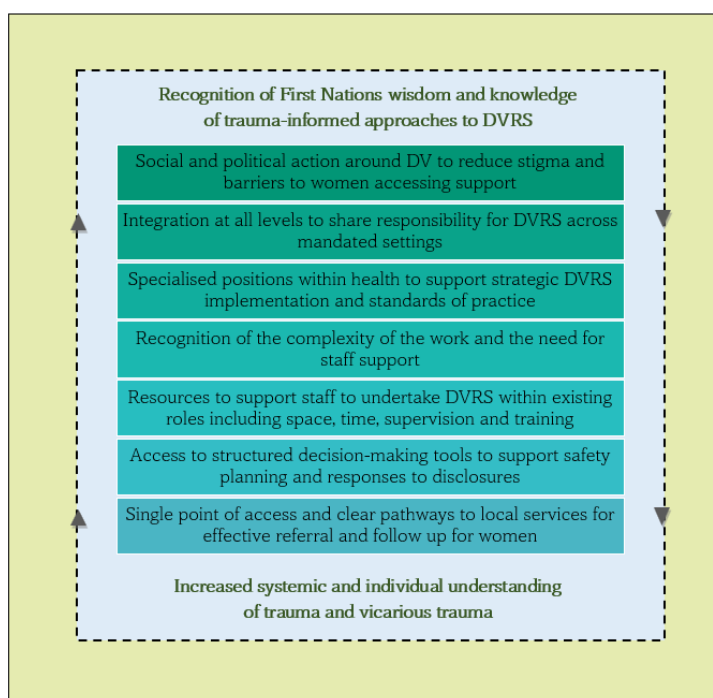 Recognition of First Nations wisdom and knowledge
of trauma-informed approaches to DVRS
Social and political action around DV to reduce stigma and
barriers to women accessing support
Integration at all levels to share responsibility for DVRS across
mandated settings
Specialised positions within health to support strategic DVRS
implementation and standards of practice
Recognition of the complexity of the work and the need for
staff support
Resources to support staff to undertake DVRS within existing
roles including space, time, supervision and training
Access to structured decision-making tools to support safety
planning and responses to disclosures
Single point of access and clear pathways to local services for
effective referral and follow up for women
Increased systemic and individual understanding
of trauma and vicarious trauma